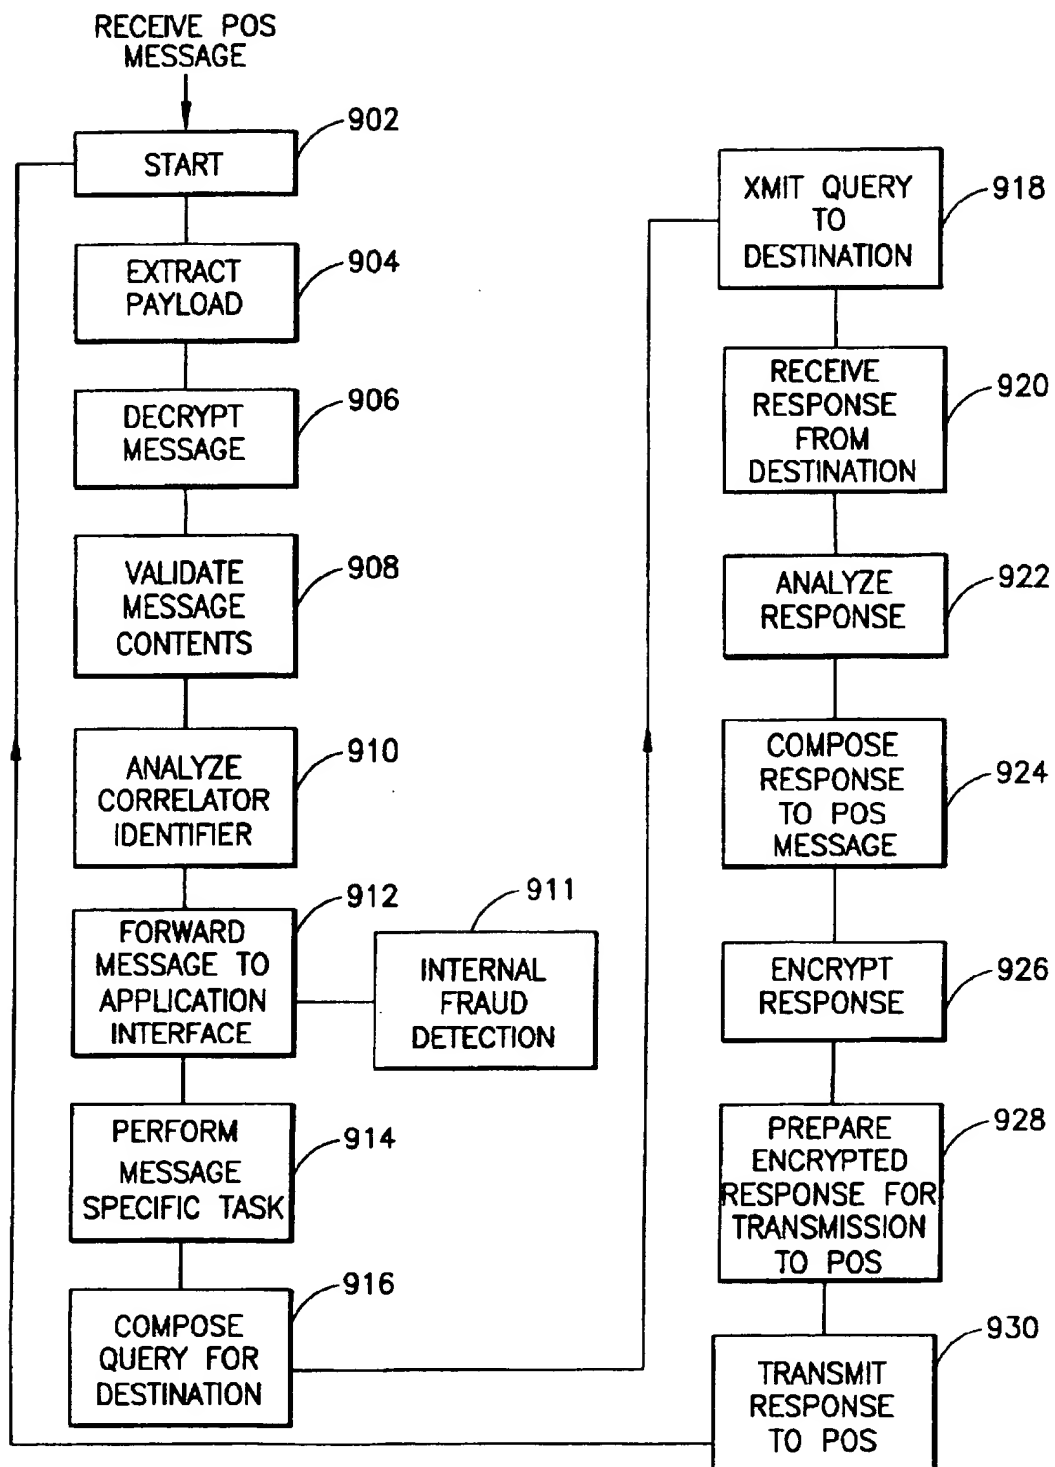 RECEIVE POS
MESSAGE
902
START
904
EXTRACT
PAYLOAD
906
DECRYPT
MESSAGE
908
VALIDATE
MESSAGE
CONTENTS
910
ANALYZE
CORRELATOR
IDENTIFIER
912
FORWARD
MESSAGE TO
APPLICATION
INTERFACE
911
INTERNAL
FRAUD
DETECTION
914
PERFORM
MESSAGE
SPECIFIC TASK
916
COMPOSE
QUERY FOR
DESTINATION
918
XMIT QUERY
TO
DESTINATION
920
RECEIVE
RESPONSE
FROM
DESTINATION
922
ANALYZE
RESPONSE
924
COMPOSE
RESPONSE
TO POS
MESSAGE
926
ENCRYPT
RESPONSE
928
PREPARE
ENCRYPTED
RESPONSE FOR
TRANSMISSION
TO POS
930
TRANSMIT
RESPONSE
TO POS